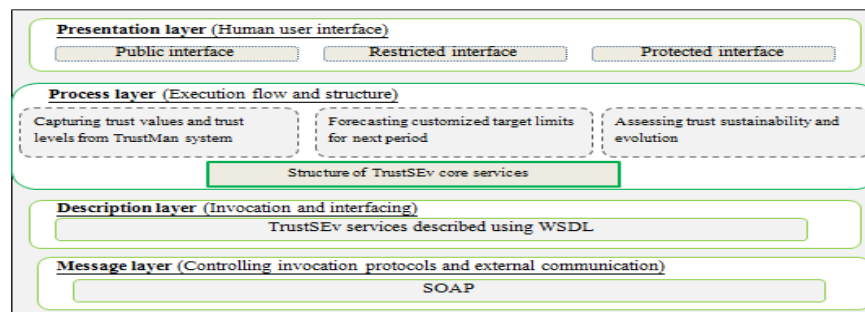 Presentation layer (Human user interface)
Public interface Restricted interface Protected interface
Process layer (Execution flow and structure)
Capturing trust values and trust levels from TrustMan system
Forecasting customized target limits for next period
Assessing trust sustainability and evolution
Structure of TrustSEv core services
Description layer (Invocation and interfacing)
TrustSEv services described using WSDL
Message layer (Controlling invocation protocols and external communication)
SOAP